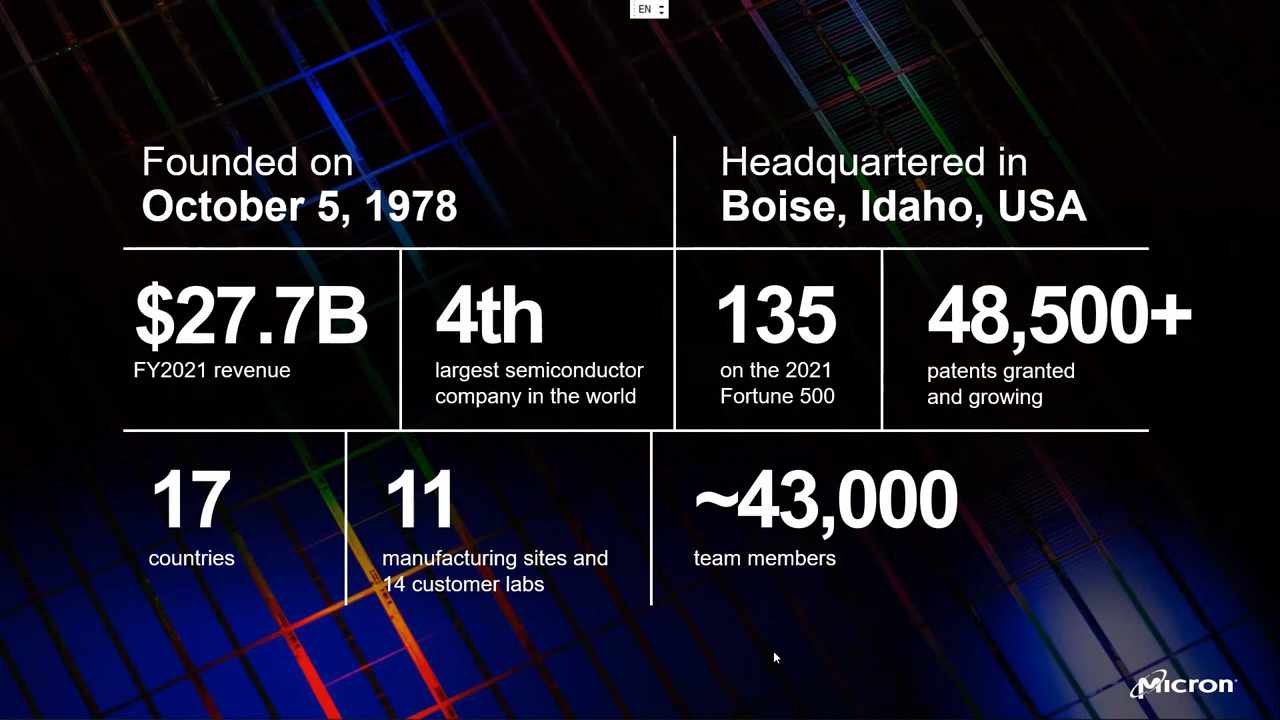 EN
Founded on
October 5, 1978
Headquartered in
Boise, Idaho, USA
$27.7B
FY2021 revenue
4th
largest semiconductor
company in the world
135
on the 2021
Fortune 500
48,500+
patents granted
and growing
17
countries
11
manufacturing sites and
14 customer labs
~43,000
team members
Micron